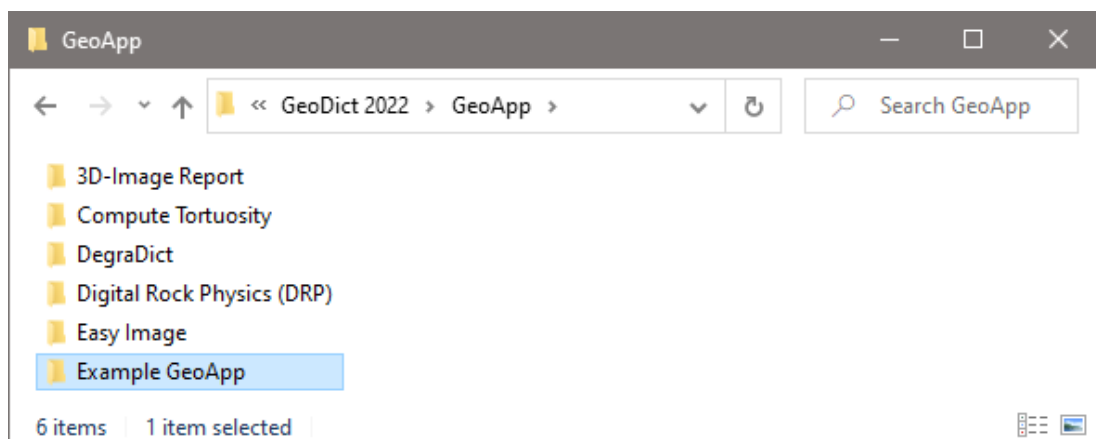 GeoApp
« GeoDict 2022 > GeoApp >
Search GeoApp
3D-Image Report
Compute Tortuosity
DegraDict
Digital Rock Physics (DRP)
Easy Image
Example GeoApp
6 items 1 item selected